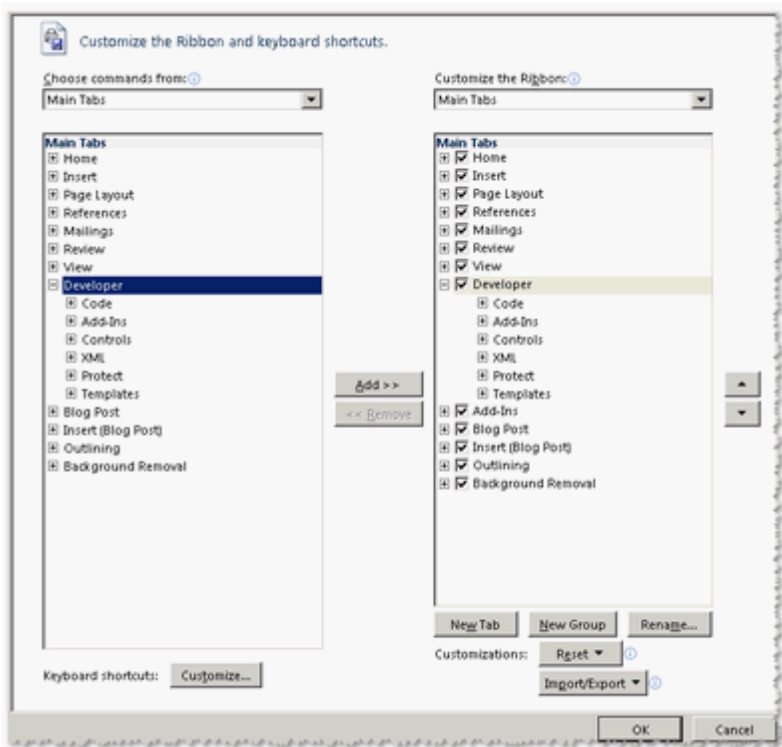 Customize the Ribbon and keyboard shortcuts.
Choose commands from:
Main Tabs
Main Tabs
Home
Insert
Page Layout
References
Mailings
Review
View
Developer
Code
Add-Ins
Controls
XML
Protect
Templates
Blog Post
Insert (Blog Post)
Outlining
Background Removal
Keyboard shortcuts: Customize...
Add >>
<< Remove
Customize the Ribbon:
Main Tabs
Main Tabs
Home
Insert
Page Layout
References
Mailings
Review
View
Developer
Code
Add-Ins
Controls
XML
Protect
Templates
Add-Ins
Blog Post
Insert (Blog Post)
Outlining
Background Removal
New Tab New Group Rename...
Customizations: Reset
Import/Export
OK Cancel